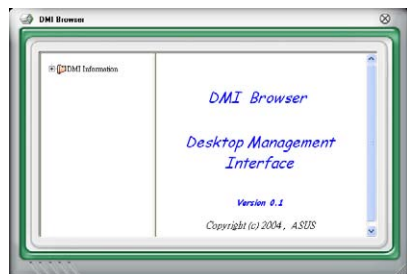 DMI Browser
DMI Information
DMI Browser
Desktop Management
Interface
Version 0.1
Copyright (c) 2004, ASUS